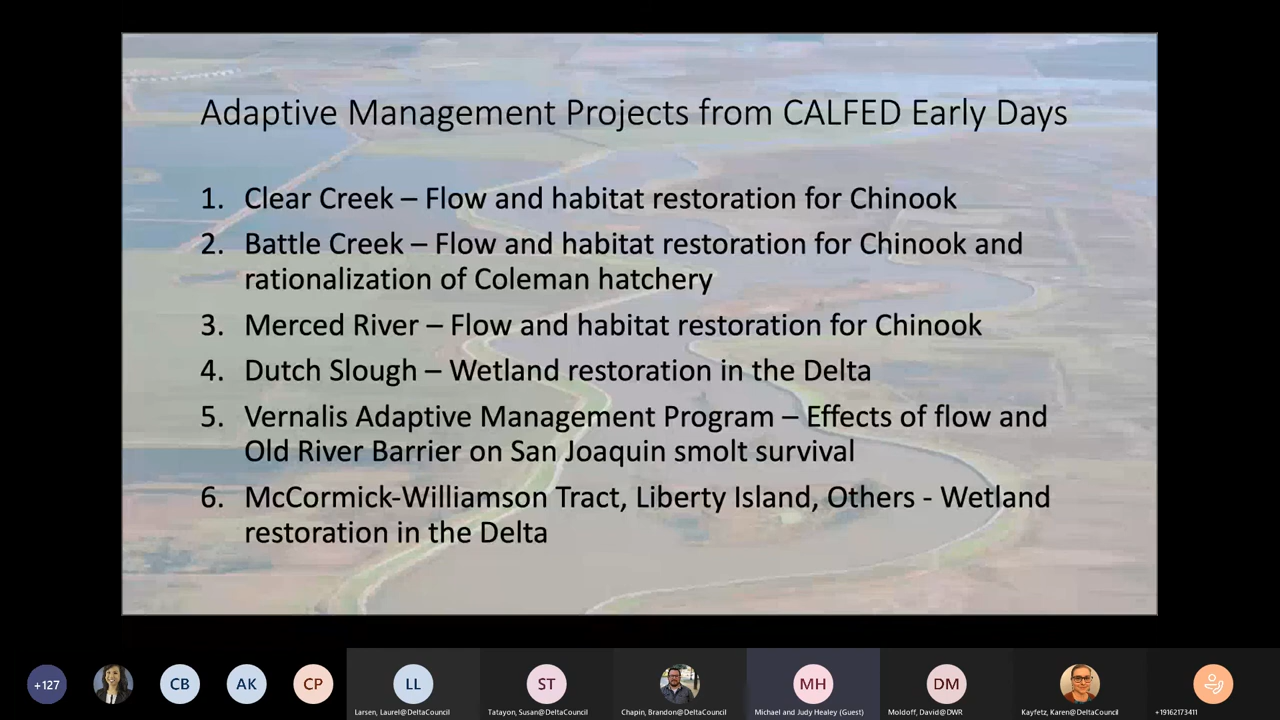 Adaptive Management Projects from CALFED Early Days
1. Clear Creek – Flow and habitat restoration for Chinook
2. Battle Creek – Flow and habitat restoration for Chinook and
rationalization of Coleman hatchery
3. Merced River – Flow and habitat restoration for Chinook
4. Dutch Slough – Wetland restoration in the Delta
5. Vernalis Adaptive Management Program – Effects of flow and
Old River Barrier on San Joaquin smolt survival
6. McCormick-Williamson Tract, Liberty Island, Others - Wetland
restoration in the Delta
+127 CB AK CP LL ST MH DM
Larsen, Laurel@DeltaCouncil Tatayon, Susan@DeltaCouncil Chapin, Brandon@DeltaCouncil Michael and Judy Healey (Guest) Moldoff, David@DWR Kayfetz, Karen@DeltaCouncil +19162173411